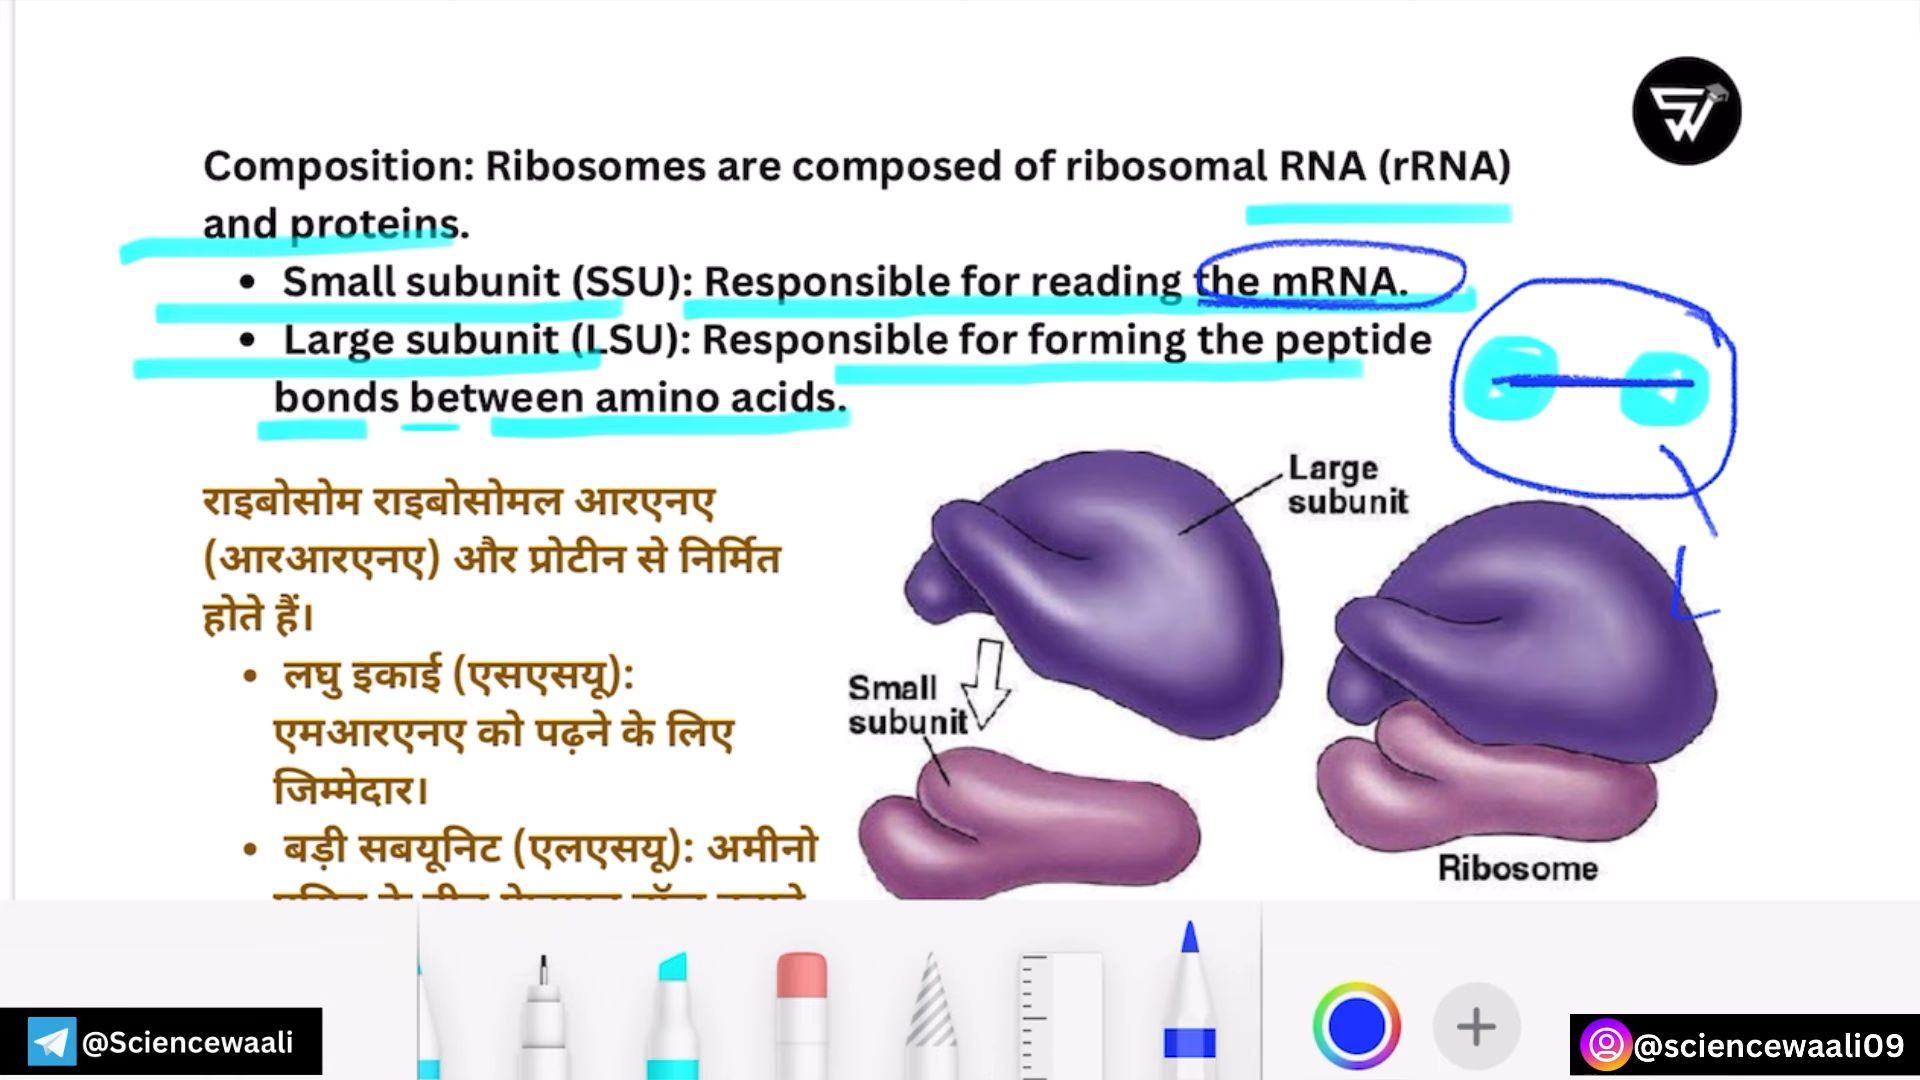 Composition: Ribosomes are composed of ribosomal RNA (rRNA)
and proteins.
• Small subunit (SSU): Responsible for reading the mRNA.
• Large subunit (LSU): Responsible for forming the peptide
bonds between amino acids.
राइबोसोम राइबोसोमल आरएनए
(आरआरएनए) और प्रोटीन से निर्मित
होते हैं।
• लघु इकाई (एसएसयू):
एमआरएनए को पढ़ने के लिए
जिम्मेदार।
• बड़ी सबयूनिट (एलएसयू): अमीनो
Large
subunit
Small
subunit
Ribosome
L
@Sciencewaali
@sciencewaali09